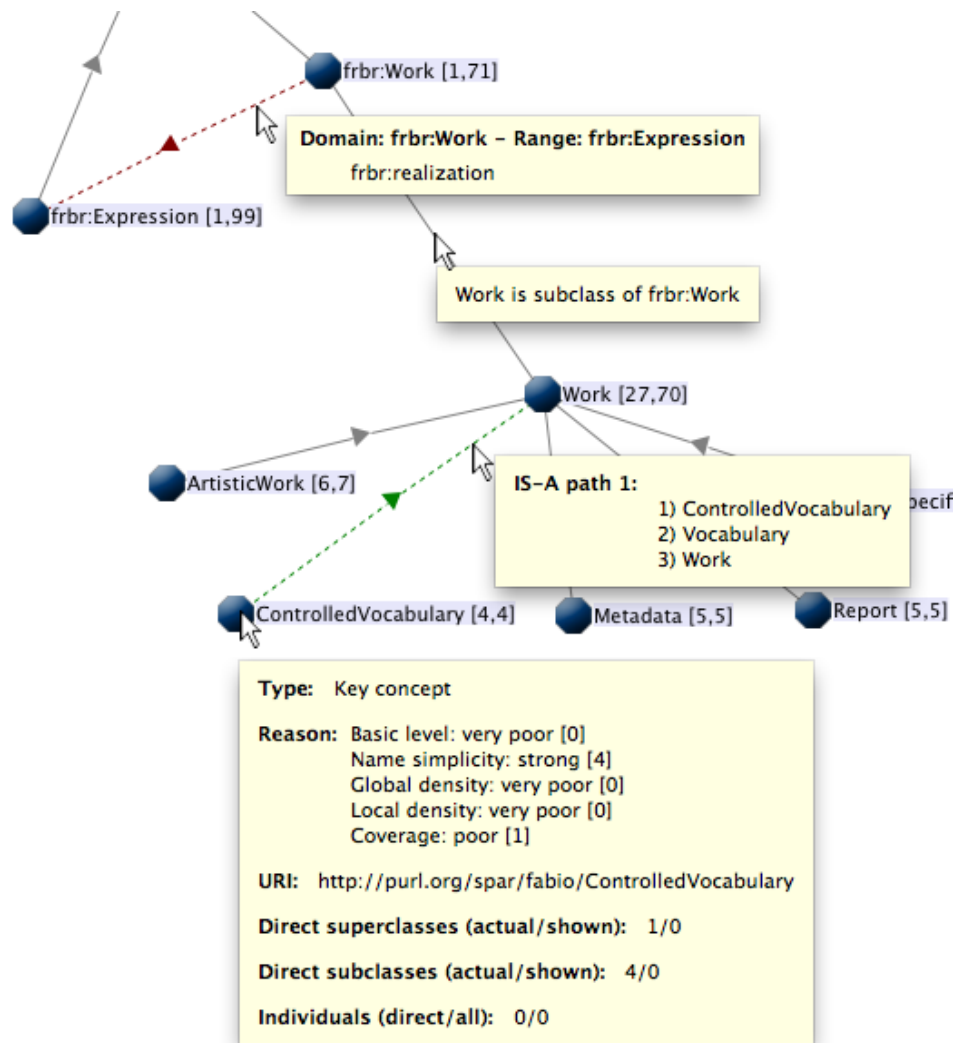 frbr:Work [1,71]
Domain: frbr:Work – Range: frbr:Expression
frbr:realization
frbr:Expression [1,99]
Work is subclass of frbr:Work
Work [27,70]
ArtisticWork [6,7]
IS-A path 1:
1) ControlledVocabulary
2) Vocabulary
3) Work
ecif
ControlledVocabulary [4,4]
Metadata [5,5]
Report [5,5]
Type: Key concept
Reason: Basic level: very poor [0]
Name simplicity: strong [4]
Global density: very poor [0]
Local density: very poor [0]
Coverage: poor [1]
URI: http://purl.org/spar/fabio/ControlledVocabulary
Direct superclasses (actual/shown): 1/0
Direct subclasses (actual/shown): 4/0
Individuals (direct/all): 0/0